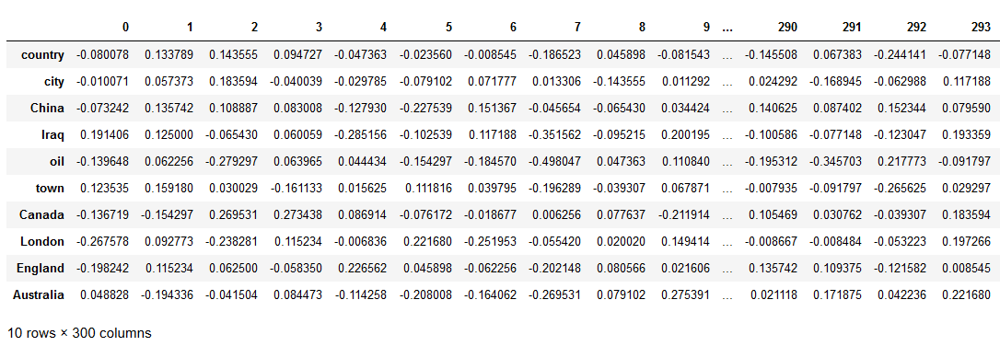 0 1 2 3 4 5 6 7 8 9 ... 290 291 292 293
country -0.080078 0.133789 0.143555 0.094727 -0.047363 -0.023560 -0.008545 -0.186523 0.045898 -0.081543 ... -0.145508 0.067383 -0.244141 -0.077148
city -0.010071 0.057373 0.183594 -0.040039 -0.029785 -0.079102 0.071777 0.013306 -0.143555 0.011292 ... 0.024292 -0.168945 -0.062988 0.117188
China -0.073242 0.135742 0.108887 0.083008 -0.127930 -0.227539 0.151367 -0.045654 -0.065430 0.034424 ... 0.140625 0.087402 0.152344 0.079590
Iraq 0.191406 0.125000 -0.065430 0.060059 -0.285156 -0.102539 0.117188 -0.351562 -0.095215 0.200195 ... -0.100586 -0.077148 -0.123047 0.193359
oil -0.139648 0.062256 -0.279297 0.063965 0.044434 -0.154297 -0.184570 -0.498047 0.047363 0.110840 ... -0.195312 -0.345703 0.217773 -0.091797
town 0.123535 0.159180 0.030029 -0.161133 0.015625 0.111816 0.039795 -0.196289 -0.039307 0.067871 ... -0.007935 -0.091797 -0.265625 0.029297
Canada -0.136719 -0.154297 0.269531 0.273438 0.086914 -0.076172 -0.018677 0.006256 0.077637 -0.211914 ... 0.105469 0.030762 -0.039307 0.183594
London -0.267578 0.092773 -0.238281 0.115234 -0.006836 0.221680 -0.251953 -0.055420 0.020020 0.149414 ... -0.008667 -0.008484 -0.053223 0.197266
England -0.198242 0.115234 0.062500 -0.058350 0.226562 0.045898 -0.062256 -0.202148 0.080566 0.021606 ... 0.135742 0.109375 -0.121582 0.008545
Australia 0.048828 -0.194336 -0.041504 0.084473 -0.114258 -0.208008 -0.164062 -0.269531 0.079102 0.275391 ... 0.021118 0.171875 0.042236 0.221680
10 rows × 300 columns